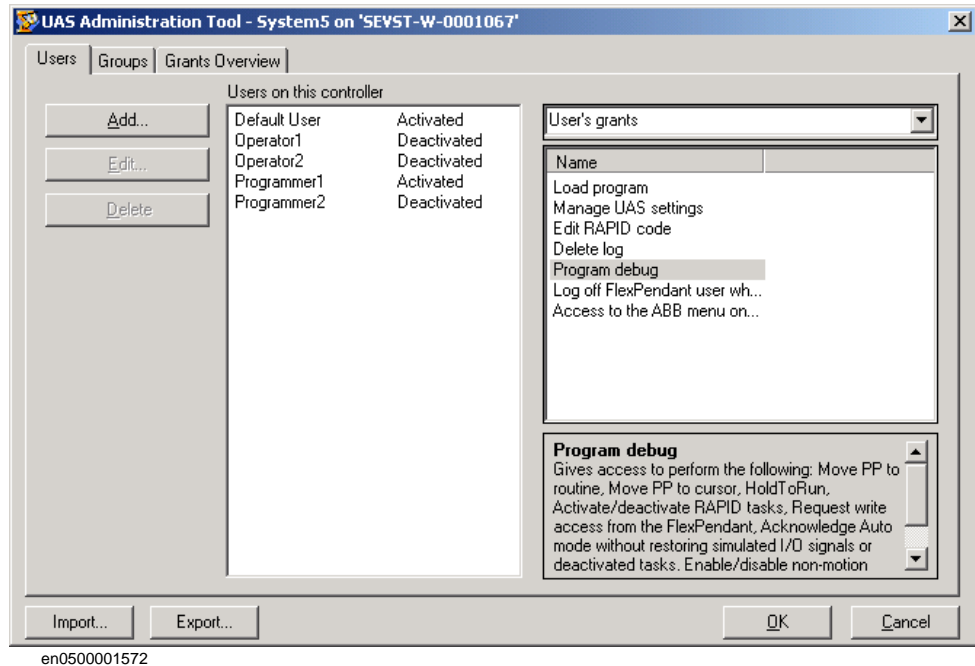 UAS Administration Tool - System5 on 'SEVST-W-0001067'
Users Groups Grants Overview
Users on this controller
Add...
Edit...
Delete
Default User Activated
Operator1 Deactivated
Operator2 Deactivated
Programmer1 Activated
Programmer2 Deactivated
User's grants
Name
Load program
Manage UAS settings
Edit RAPID code
Delete log
Program debug
Log off FlexPendant user wh...
Access to the ABB menu on...
Program debug
Gives access to perform the following: Move PP to
routine, Move PP to cursor, HoldToRun,
Activate/deactivate RAPID tasks, Request write
access from the FlexPendant, Acknowledge Auto
mode without restoring simulated I/O signals or
deactivated tasks. Enable/disable non-motion
Import... Export... OK Cancel
en0500001572